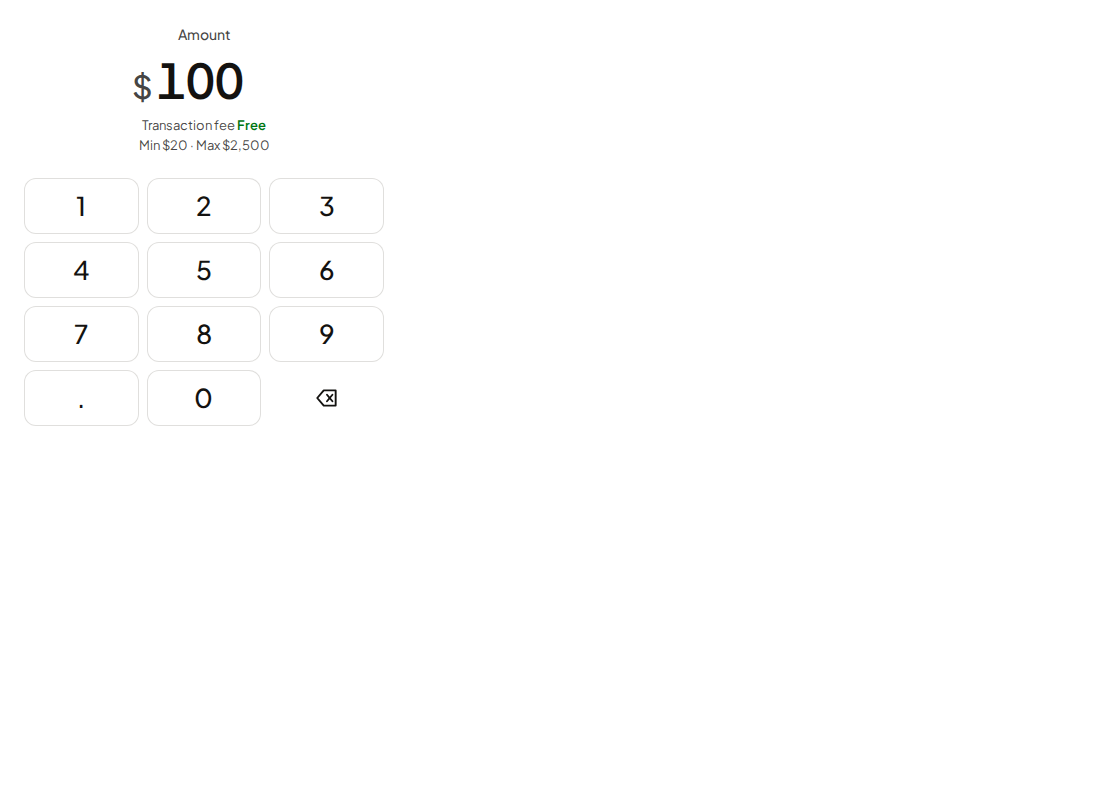 Amount
$100
Transaction fee Free
Min $20 · Max $2,500
1 2 3
4 5 6
7 8 9
. 0